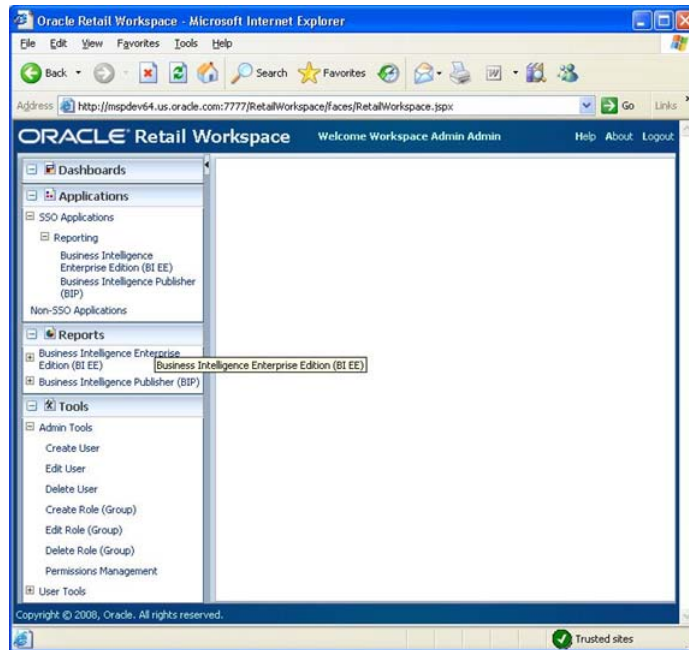 Oracle Retail Workspace - Microsoft Internet Explorer
File Edit View Favorites Tools Help
Back Search Favorites
Address http://mspdev64.us.oracle.com:7777/RetailWorkspace/faces/RetailWorkspace.jspx Go Links »
ORACLE Retail Workspace Welcome Workspace Admin Admin Help About Logout
Dashboards
Applications
SSO Applications
Reporting
Business Intelligence
Enterprise Edition (BI EE)
Business Intelligence Publisher
(BIP)
Non-SSO Applications
Reports
Business Intelligence Enterprise
Edition (BI EE)
Business Intelligence Enterprise Edition (BI EE)
Business Intelligence Publisher (BIP)
Tools
Admin Tools
Create User
Edit User
Delete User
Create Role (Group)
Edit Role (Group)
Delete Role (Group)
Permissions Management
User Tools
Copyright © 2008, Oracle. All rights reserved.
Trusted sites